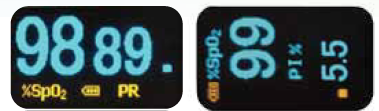 98 89.
%SpO₂ PR
%SpO₂ 99
PI% 5.5